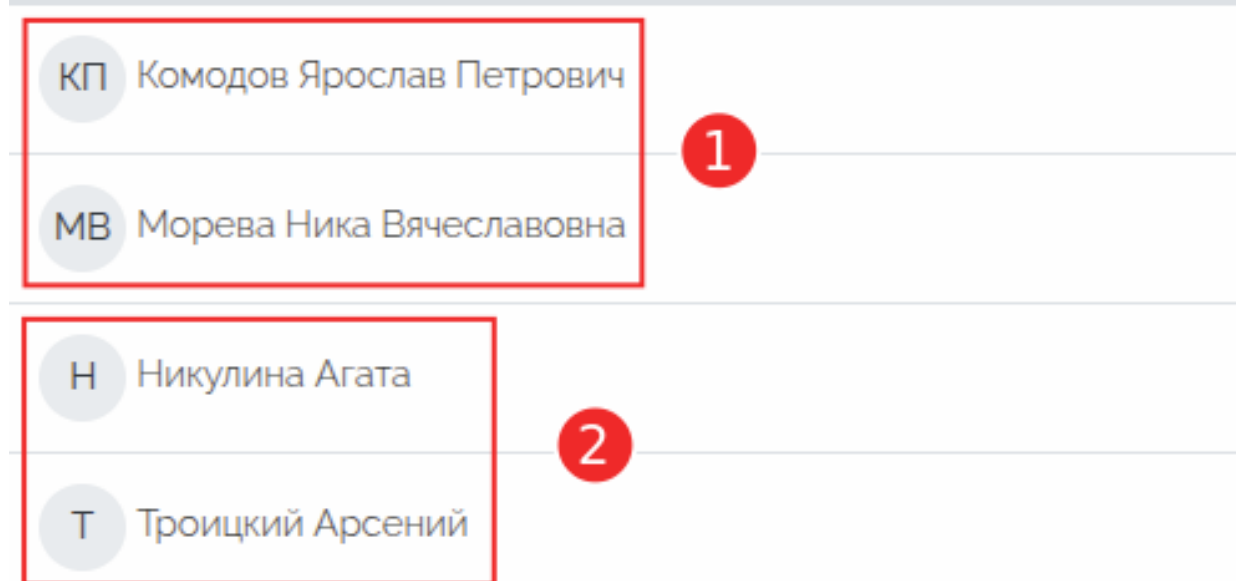 КП Комодов Ярослав Петрович
1
МВ Морева Ника Вячеславовна
Н Никулина Агата
2
Т Троицкий Арсений